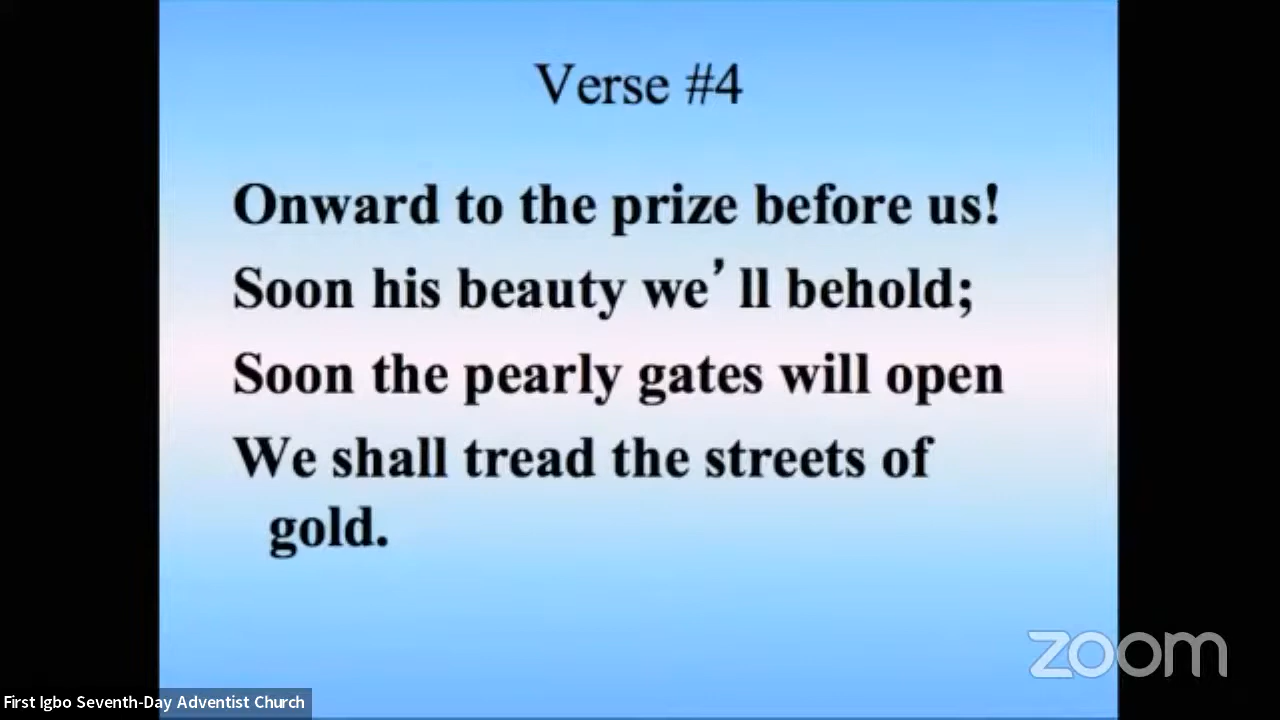 Verse #4
Onward to the prize before us!
Soon his beauty we’ll behold;
Soon the pearly gates will open
We shall tread the streets of
gold.
zoom
First Igbo Seventh-Day Adventist Church